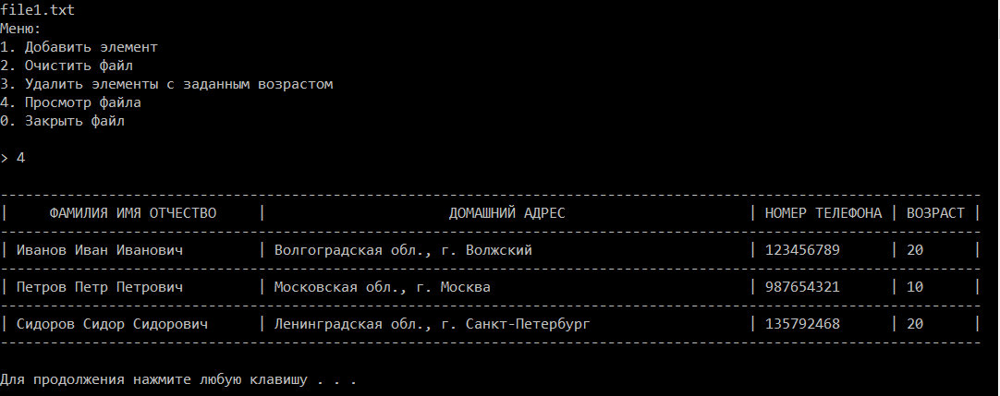 file1.txt
Меню:
1. Добавить элемент
2. Очистить файл
3. Удалить элементы с заданным возрастом
4. Просмотр файла
0. Закрыть файл
> 4
| ФАМИЛИЯ ИМЯ ОТЧЕСТВО | ДОМАШНИЙ АДРЕС | НОМЕР ТЕЛЕФОНА | ВОЗРАСТ |
| Иванов Иван Иванович | Волгоградская обл., г. Волжский | 123456789 | 20 |
| Петров Петр Петрович | Московская обл., г. Москва | 987654321 | 10 |
| Сидоров Сидор Сидорович | Ленинградская обл., г. Санкт-Петербург | 135792468 | 20 |
Для продолжения нажмите любую клавишу . . .